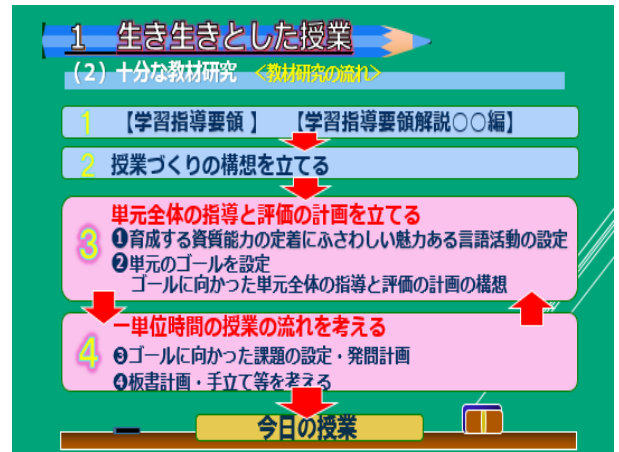 1 生き生きとした授業
(2) 十分な教材研究 <教材研究の流れ>
1 【学習指導要領 】 【学習指導要領解説○○編】
2 授業づくりの構想を立てる
3 単元全体の指導と評価の計画を立てる
❶育成する資質能力の定着にふさわしい魅力ある言語活動の設定
❷単元のゴールを設定
ゴールに向かった単元全体の指導と評価の計画の構想
4 一単位時間の授業の流れを考える
❸ゴールに向かった課題の設定・発問計画
❹板書計画・手立て等を考える
今日の授業